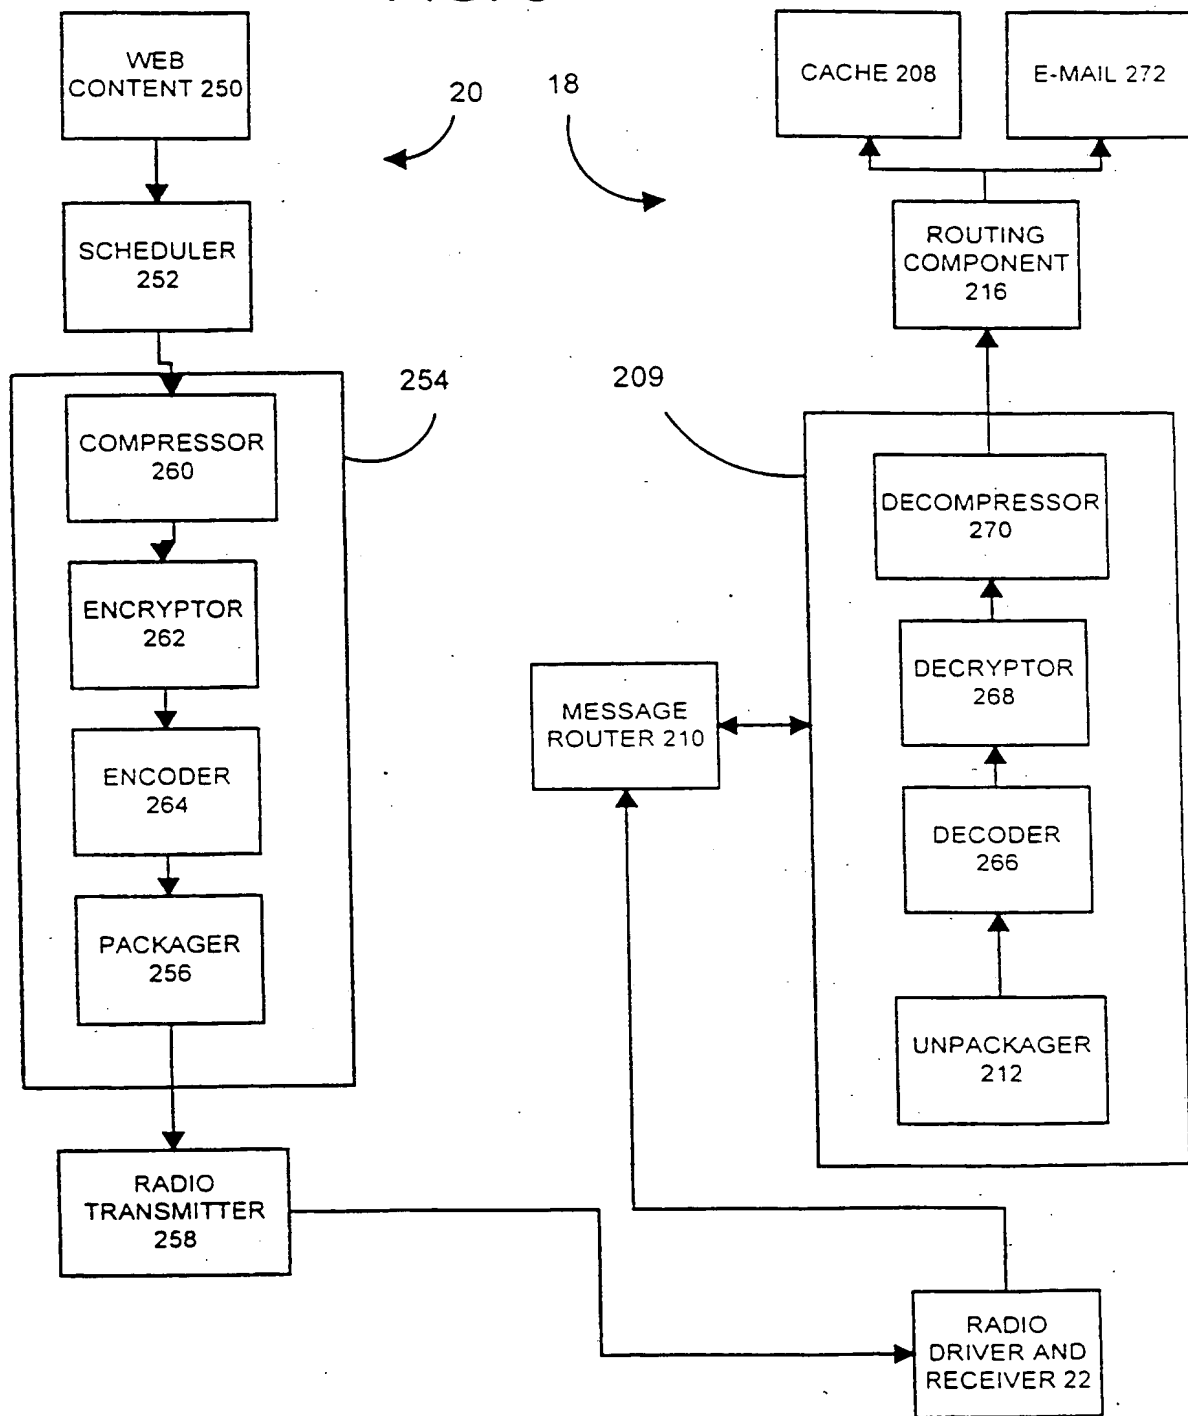 WEB
CONTENT 250
20
18
CACHE 208
E-MAIL 272
SCHEDULER
252
ROUTING
COMPONENT
216
254
209
COMPRESSOR
260
DECOMPRESSOR
270
ENCRYPTOR
262
DECRYPTOR
268
MESSAGE
ROUTER 210
ENCODER
264
DECODER
266
PACKAGER
256
UNPACKAGER
212
RADIO
TRANSMITTER
258
RADIO
DRIVER AND
RECEIVER 22